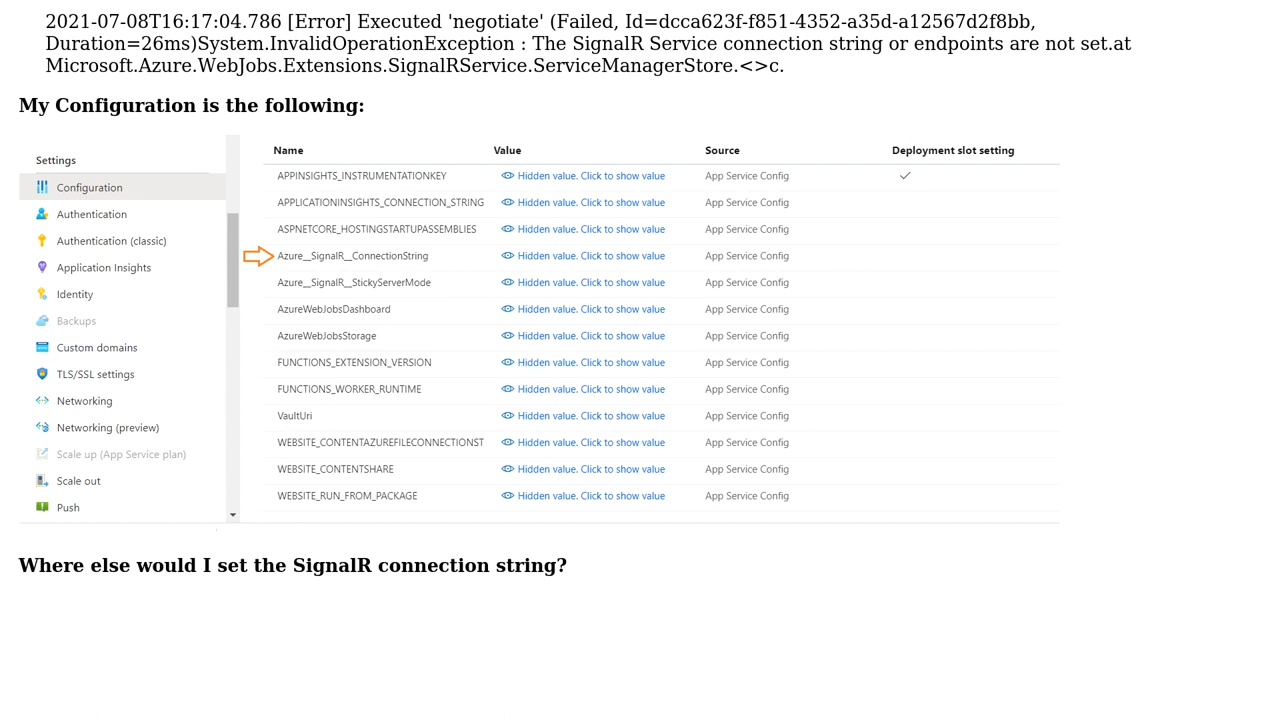 2021-07-08T16:17:04.786 [Error] Executed 'negotiate' (Failed, Id=dcca623f-f851-4352-a35d-a12567d2f8bb,
Duration=26ms)System.InvalidOperationException : The SignalR Service connection string or endpoints are not set.at
Microsoft.Azure.WebJobs.Extensions.SignalRService.ServiceManagerStore.<>c.
My Configuration is the following:
Settings
Configuration
Authentication
Authentication (classic)
Application Insights
Identity
Backups
Custom domains
TLS/SSL settings
Networking
Networking (preview)
Scale up (App Service plan)
Scale out
Push
Name Value Source Deployment slot setting
APPINSIGHTS_INSTRUMENTATIONKEY Hidden value. Click to show value App Service Config ✓
APPLICATIONINSIGHTS_CONNECTION_STRING Hidden value. Click to show value App Service Config
ASPNETCORE_HOSTINGSTARTUPASSEMBLIES Hidden value. Click to show value App Service Config
Azure__SignalR__ConnectionString Hidden value. Click to show value App Service Config
Azure__SignalR__StickyServerMode Hidden value. Click to show value App Service Config
AzureWebJobsDashboard Hidden value. Click to show value App Service Config
AzureWebJobsStorage Hidden value. Click to show value App Service Config
FUNCTIONS_EXTENSION_VERSION Hidden value. Click to show value App Service Config
FUNCTIONS_WORKER_RUNTIME Hidden value. Click to show value App Service Config
VaultUri Hidden value. Click to show value App Service Config
WEBSITE_CONTENTAZUREFILECONNECTIONST Hidden value. Click to show value App Service Config
WEBSITE_CONTENTSHARE Hidden value. Click to show value App Service Config
WEBSITE_RUN_FROM_PACKAGE Hidden value. Click to show value App Service Config
Where else would I set the SignalR connection string?